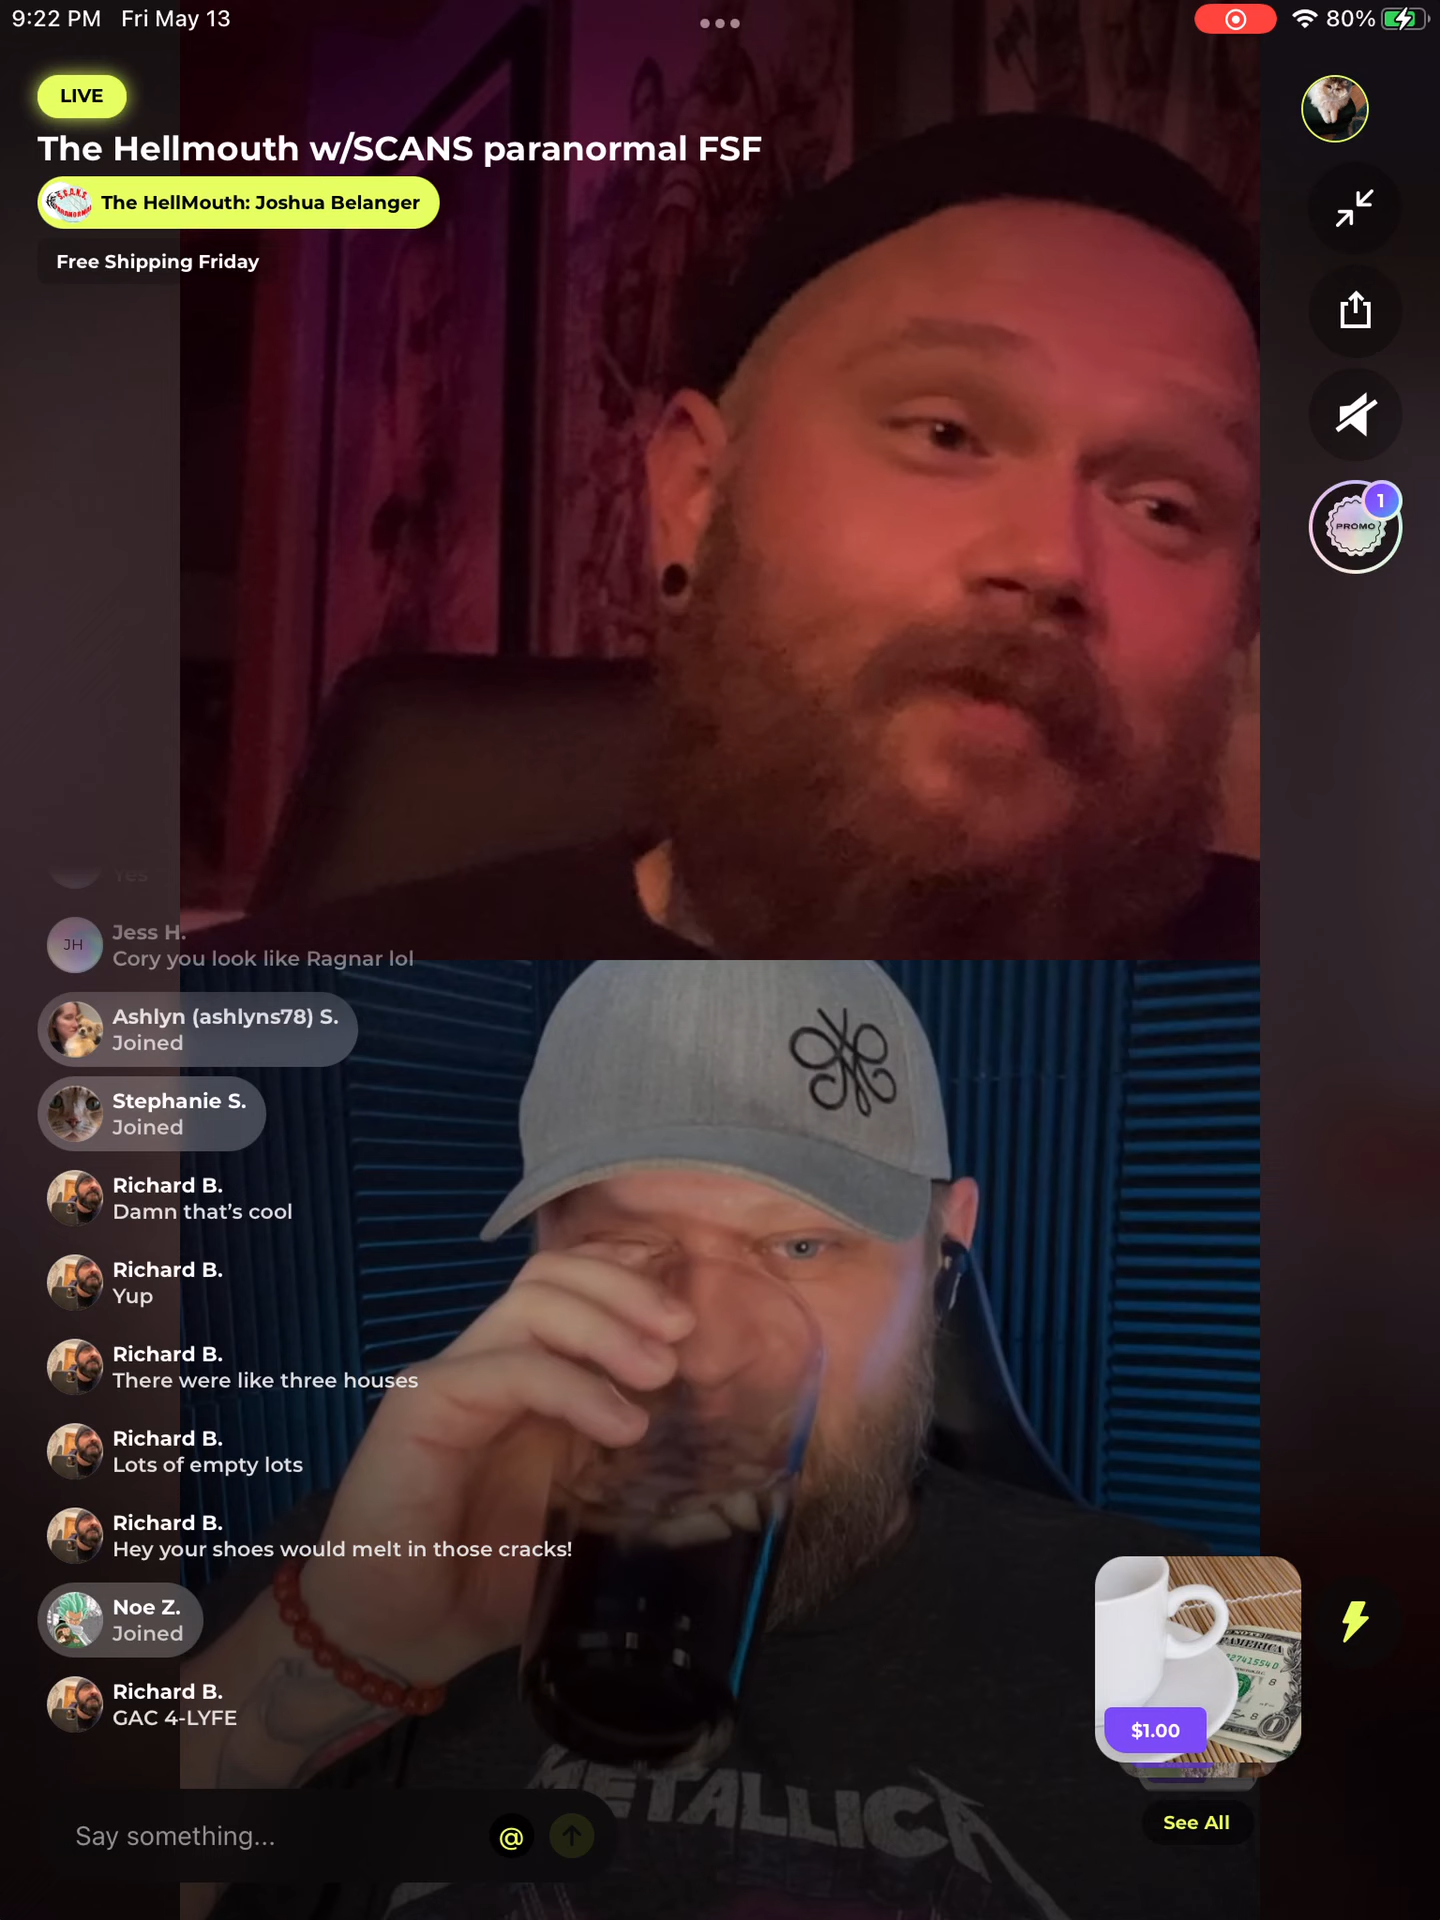 9:22 PM Fri May 13
80%
LIVE
The Hellmouth w/SCANS paranormal FSF
The HellMouth: Joshua Belanger
Free Shipping Friday
PROMO
1
Yes
JH
Jess H.
Cory you look like Ragnar lol
Ashlyn (ashlyns78) S.
Joined
Stephanie S.
Joined
Richard B.
Damn that’s cool
Richard B.
Yup
Richard B.
There were like three houses
Richard B.
Lots of empty lots
Richard B.
Hey your shoes would melt in those cracks!
Noe Z.
Joined
Richard B.
GAC 4-LYFE
$1.00
METALLICA
Say something...
@
See All